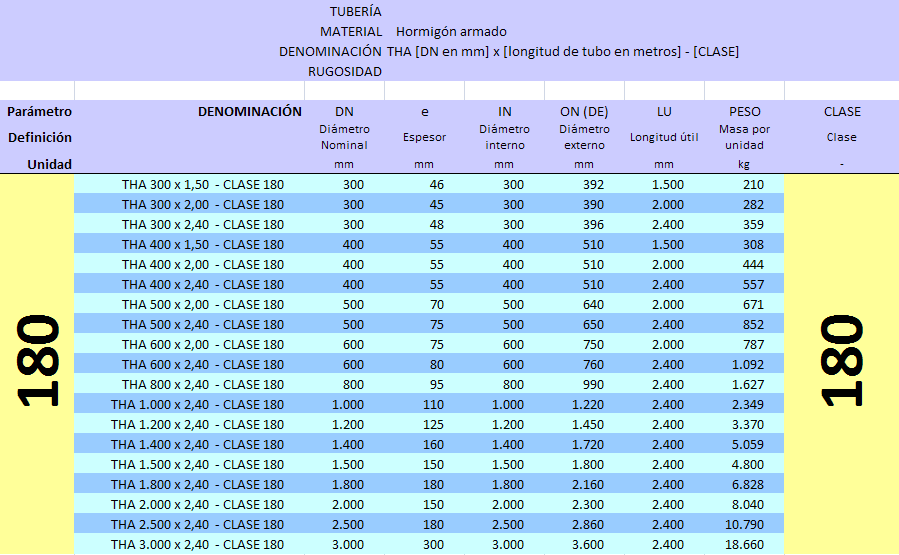 TUBERÍA
MATERIAL Hormigón armado
DENOMINACIÓN THA [DN en mm] x [longitud de tubo en metros] - [CLASE]
RUGOSIDAD
Parámetro DENOMINACIÓN DN e IN ON (DE) LU PESO CLASE
Definición Diámetro Nominal Espesor Diámetro interno Diámetro externo Longitud útil Masa por unidad Clase
Unidad mm mm mm mm mm kg -
180
THA 300 x 1,50 - CLASE 180 300 46 300 392 1.500 210
THA 300 x 2,00 - CLASE 180 300 45 300 390 2.000 282
THA 300 x 2,40 - CLASE 180 300 48 300 396 2.400 359
THA 400 x 1,50 - CLASE 180 400 55 400 510 1.500 308
THA 400 x 2,00 - CLASE 180 400 55 400 510 2.000 444
THA 400 x 2,40 - CLASE 180 400 55 400 510 2.400 557
THA 500 x 2,00 - CLASE 180 500 70 500 640 2.000 671
THA 500 x 2,40 - CLASE 180 500 75 500 650 2.400 852
THA 600 x 2,00 - CLASE 180 600 75 600 750 2.000 787
THA 600 x 2,40 - CLASE 180 600 80 600 760 2.400 1.092
THA 800 x 2,40 - CLASE 180 800 95 800 990 2.400 1.627
THA 1.000 x 2,40 - CLASE 180 1.000 110 1.000 1.220 2.400 2.349
THA 1.200 x 2,40 - CLASE 180 1.200 125 1.200 1.450 2.400 3.370
THA 1.400 x 2,40 - CLASE 180 1.400 160 1.400 1.720 2.400 5.059
THA 1.500 x 2,40 - CLASE 180 1.500 150 1.500 1.800 2.400 4.800
THA 1.800 x 2,40 - CLASE 180 1.800 180 1.800 2.160 2.400 6.828
THA 2.000 x 2,40 - CLASE 180 2.000 150 2.000 2.300 2.400 8.040
THA 2.500 x 2,40 - CLASE 180 2.500 180 2.500 2.860 2.400 10.790
THA 3.000 x 2,40 - CLASE 180 3.000 300 3.000 3.600 2.400 18.660
180